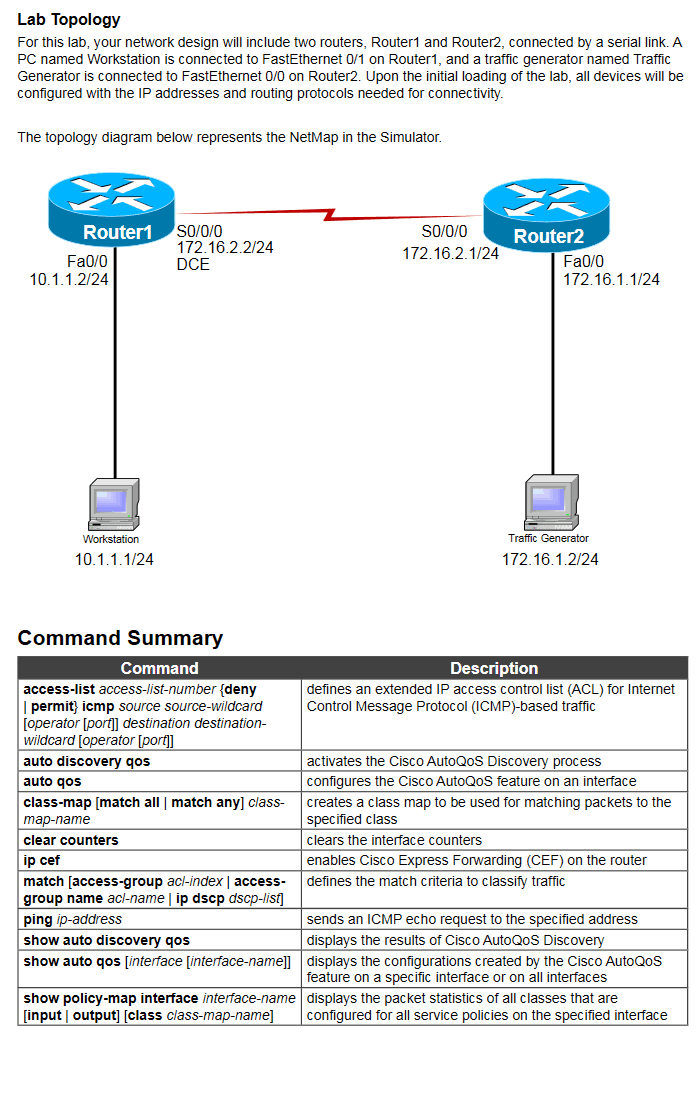 Lab Topology
For this lab, your network design will include two routers, Router1 and Router2, connected by a serial link. A
PC named Workstation is connected to FastEthernet 0/1 on Router1, and a traffic generator named Traffic
Generator is connected to FastEthernet 0/0 on Router2. Upon the initial loading of the lab, all devices will be
configured with the IP addresses and routing protocols needed for connectivity.
The topology diagram below represents the NetMap in the Simulator.
Router1
S0/0/0
172.16.2.2/24
DCE
Fa0/0
10.1.1.2/24
S0/0/0
172.16.2.1/24
Router2
Fa0/0
172.16.1.1/24
Workstation
10.1.1.1/24
Traffic Generator
172.16.1.2/24
Command Summary
Command
Description
access-list access-list-number {deny
| permit} icmp source source-wildcard
[operator [port]] destination destination-
wildcard [operator [port]]
defines an extended IP access control list (ACL) for Internet
Control Message Protocol (ICMP)-based traffic
auto discovery qos
activates the Cisco AutoQoS Discovery process
auto qos
configures the Cisco AutoQoS feature on an interface
class-map [match all | match any] class-
map-name
creates a class map to be used for matching packets to the
specified class
clear counters
clears the interface counters
ip cef
enables Cisco Express Forwarding (CEF) on the router
match [access-group acl-index | access-
group name acl-name | ip dscp dscp-list]
defines the match criteria to classify traffic
ping ip-address
sends an ICMP echo request to the specified address
show auto discovery qos
displays the results of Cisco AutoQoS Discovery
show auto qos [interface [interface-name]]
displays the configurations created by the Cisco AutoQoS
feature on a specific interface or on all interfaces
show policy-map interface interface-name
[input | output] [class class-map-name]
displays the packet statistics of all classes that are
configured for all service policies on the specified interface